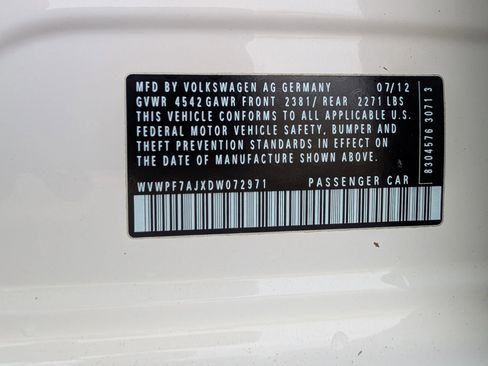 MFD BY VOLKSWAGEN AG GERMANY 07/12
GVWR 4542 GAWR FRONT 2381/ REAR 2271 LBS
THIS VEHICLE CONFORMS TO ALL APPLICABLE U.S.
FEDERAL MOTOR VEHICLE SAFETY, BUMPER AND
THEFT PREVENTION STANDARDS IN EFFECT ON
THE DATE OF MANUFACTURE SHOWN ABOVE.
WVWPF7AJXDW072971 PASSENGER CAR
8304576 3071 3